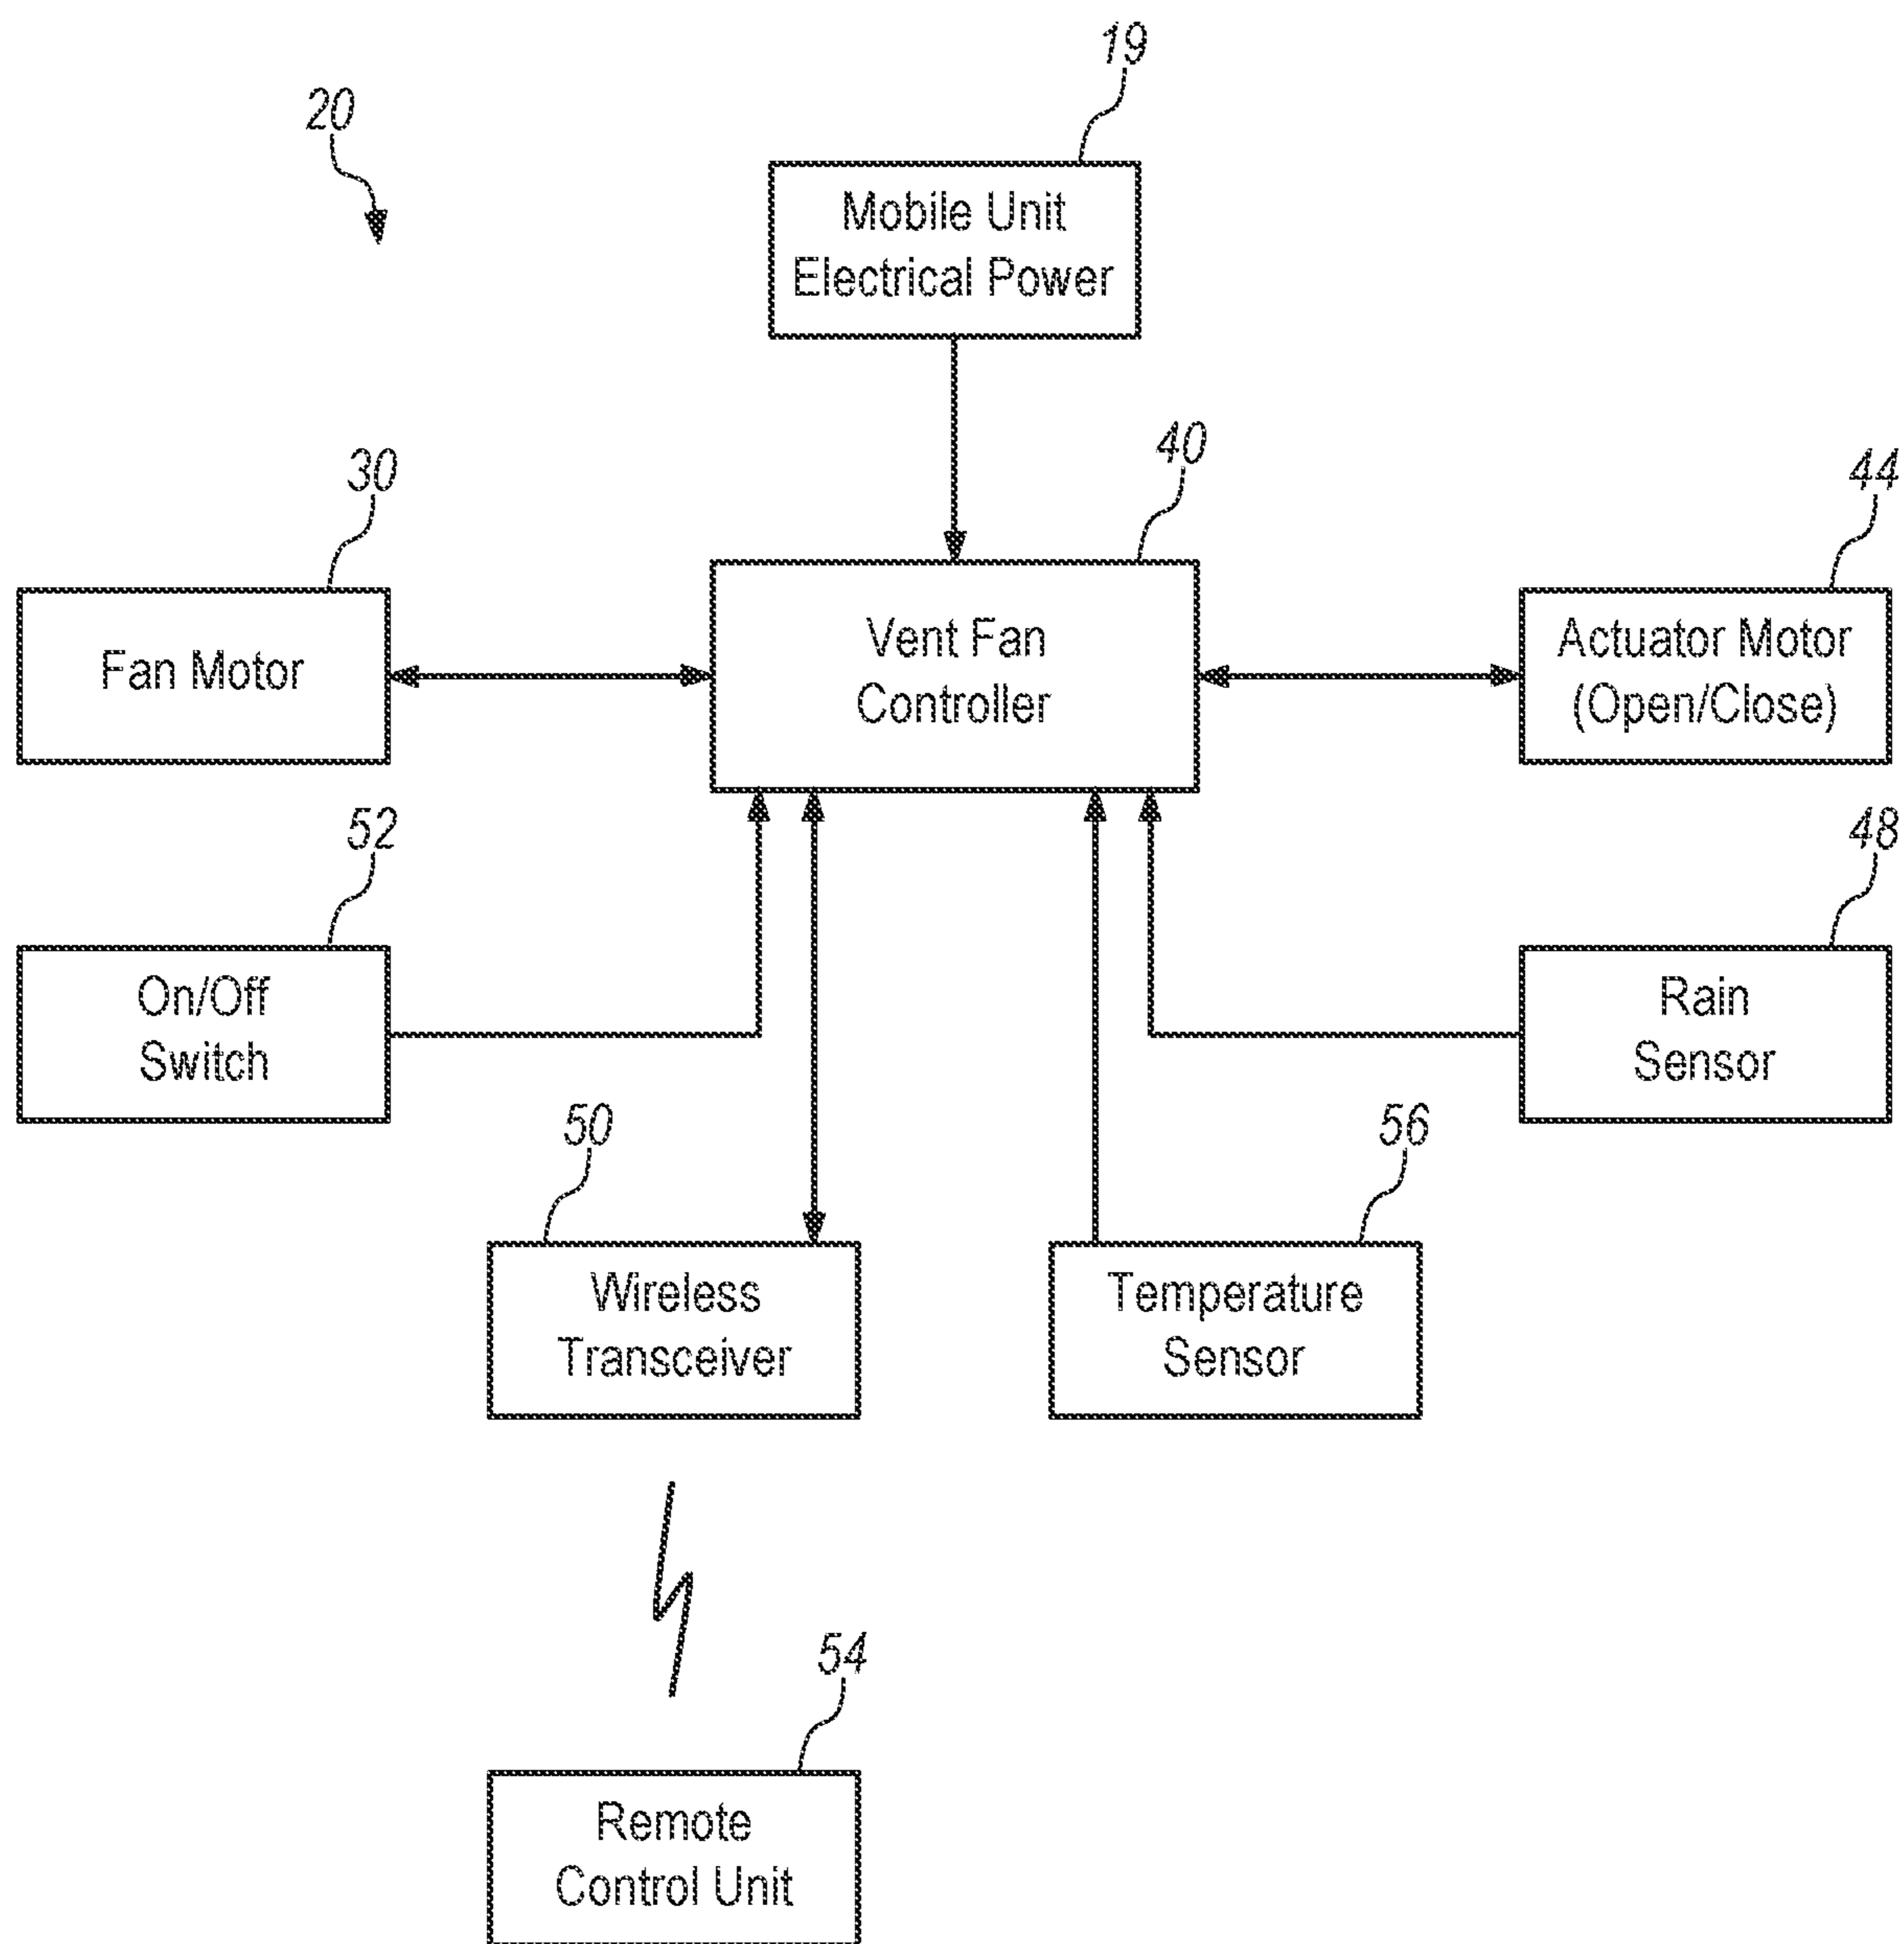 19
20
Mobile Unit
Electrical Power
40
30
44
Vent Fan
Controller
Fan Motor
Actuator Motor
(Open/Close)
52
48
On/Off
Switch
Rain
Sensor
50
56
Wireless
Transceiver
Temperature
Sensor
54
Remote
Control Unit